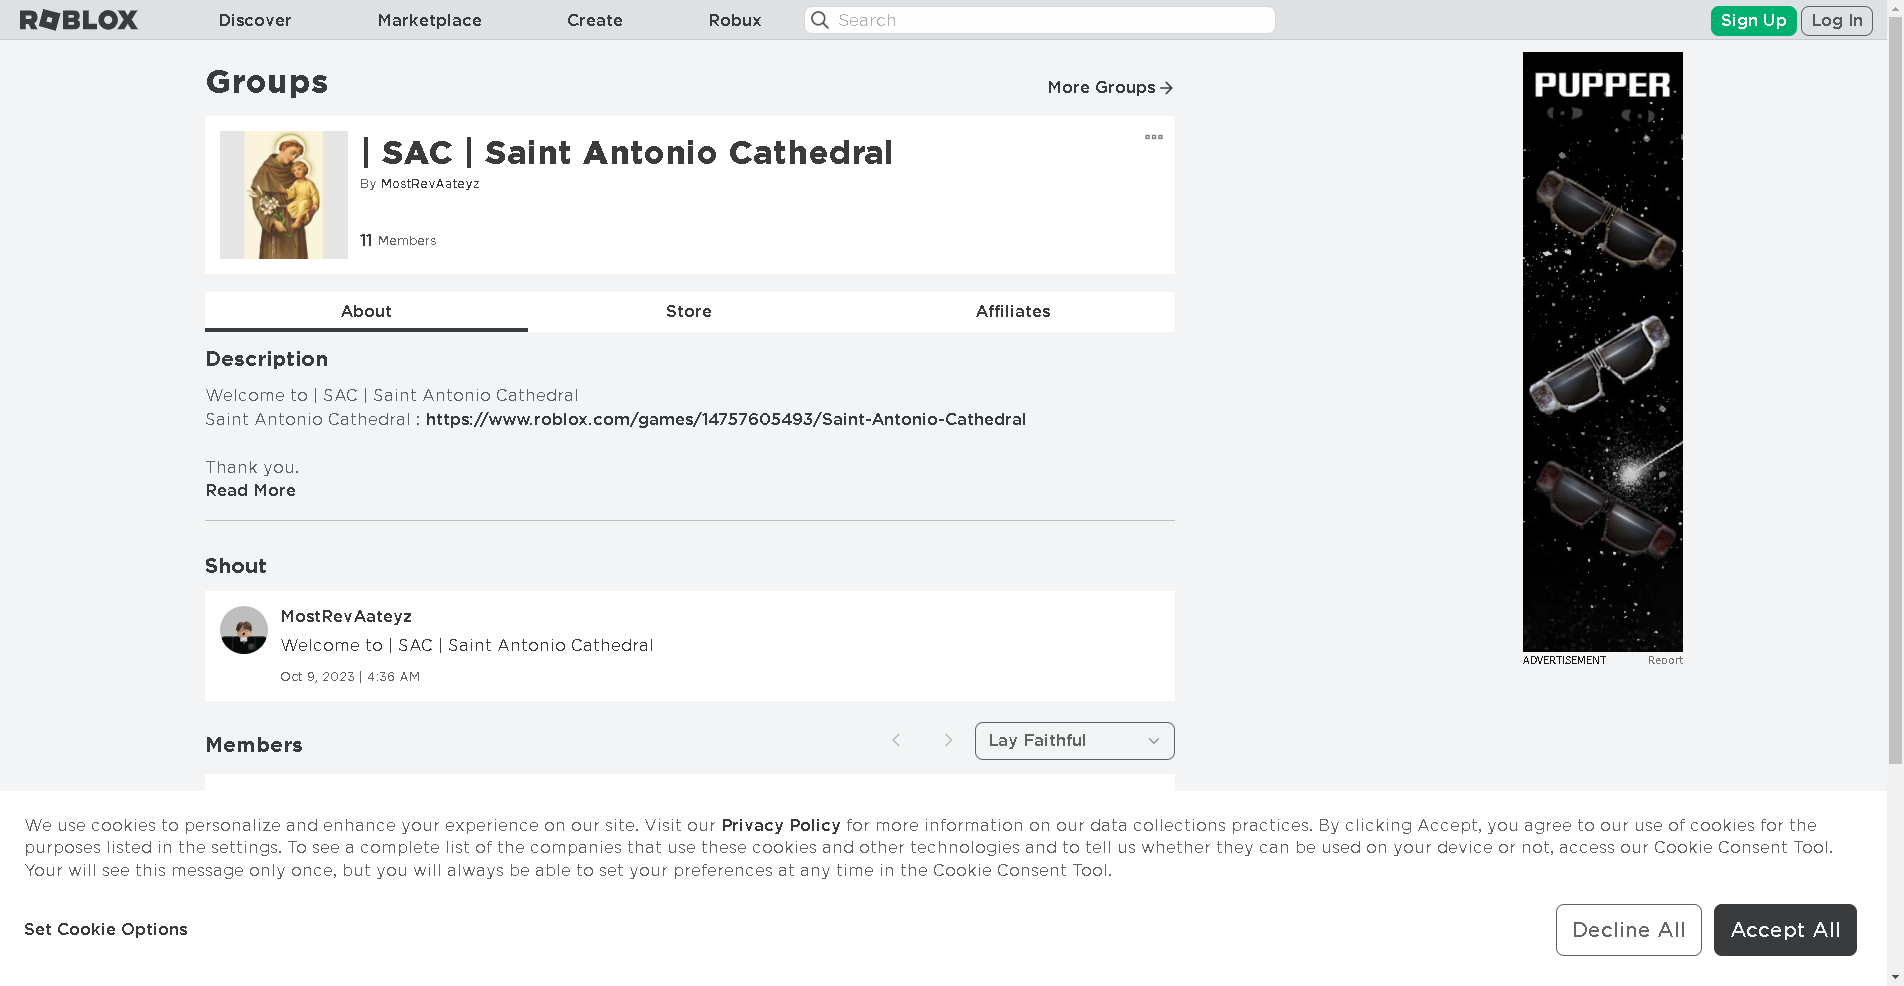 ROBLOX
Discover
Marketplace
Create
Robux
Search
Sign Up
Log In
Groups
More Groups
| SAC | Saint Antonio Cathedral
By MostRevAateyz
11 Members
About
Store
Affiliates
Description
Welcome to | SAC | Saint Antonio Cathedral
Saint Antonio Cathedral : https://www.roblox.com/games/14757605493/Saint-Antonio-Cathedral
Thank you.
Read More
Shout
MostRevAateyz
Welcome to | SAC | Saint Antonio Cathedral
Oct 9, 2023 | 4:36 AM
Members
Lay Faithful
PUPPER
ADVERTISEMENT
Report
We use cookies to personalize and enhance your experience on our site. Visit our Privacy Policy for more information on our data collections practices. By clicking Accept, you agree to our use of cookies for the
purposes listed in the settings. To see a complete list of the companies that use these cookies and other technologies and to tell us whether they can be used on your device or not, access our Cookie Consent Tool.
Your will see this message only once, but you will always be able to set your preferences at any time in the Cookie Consent Tool.
Set Cookie Options
Decline All
Accept All